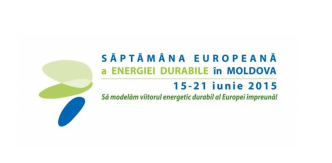 SĂPTĂMÂNA EUROPEANĂ
a ENERGIEI DURABILE în MOLDOVA
15-21 iunie 2015
Să modelăm viitorul energetic durabil al Europei împreună!